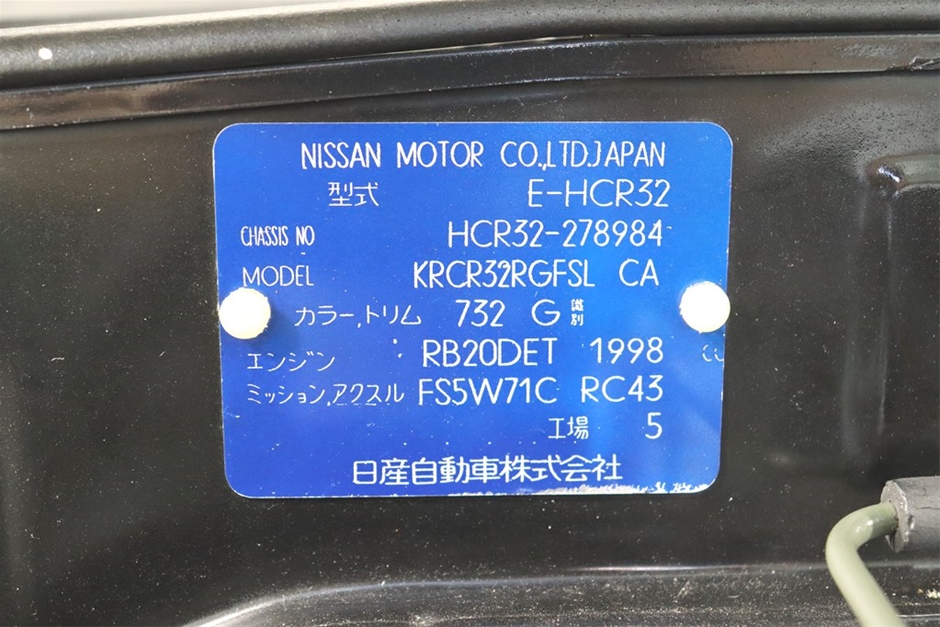 NISSAN MOTOR CO.,LTD.JAPAN
型式 E-HCR32
CHASSIS NO HCR32-278984
MODEL KRCR32RGFSL CA
カラー,トリム 732 G 識別
エンジン RB20DET 1998 cc
ミッション,アクスル FS5W71C RC43
工場 5
日産自動車株式会社